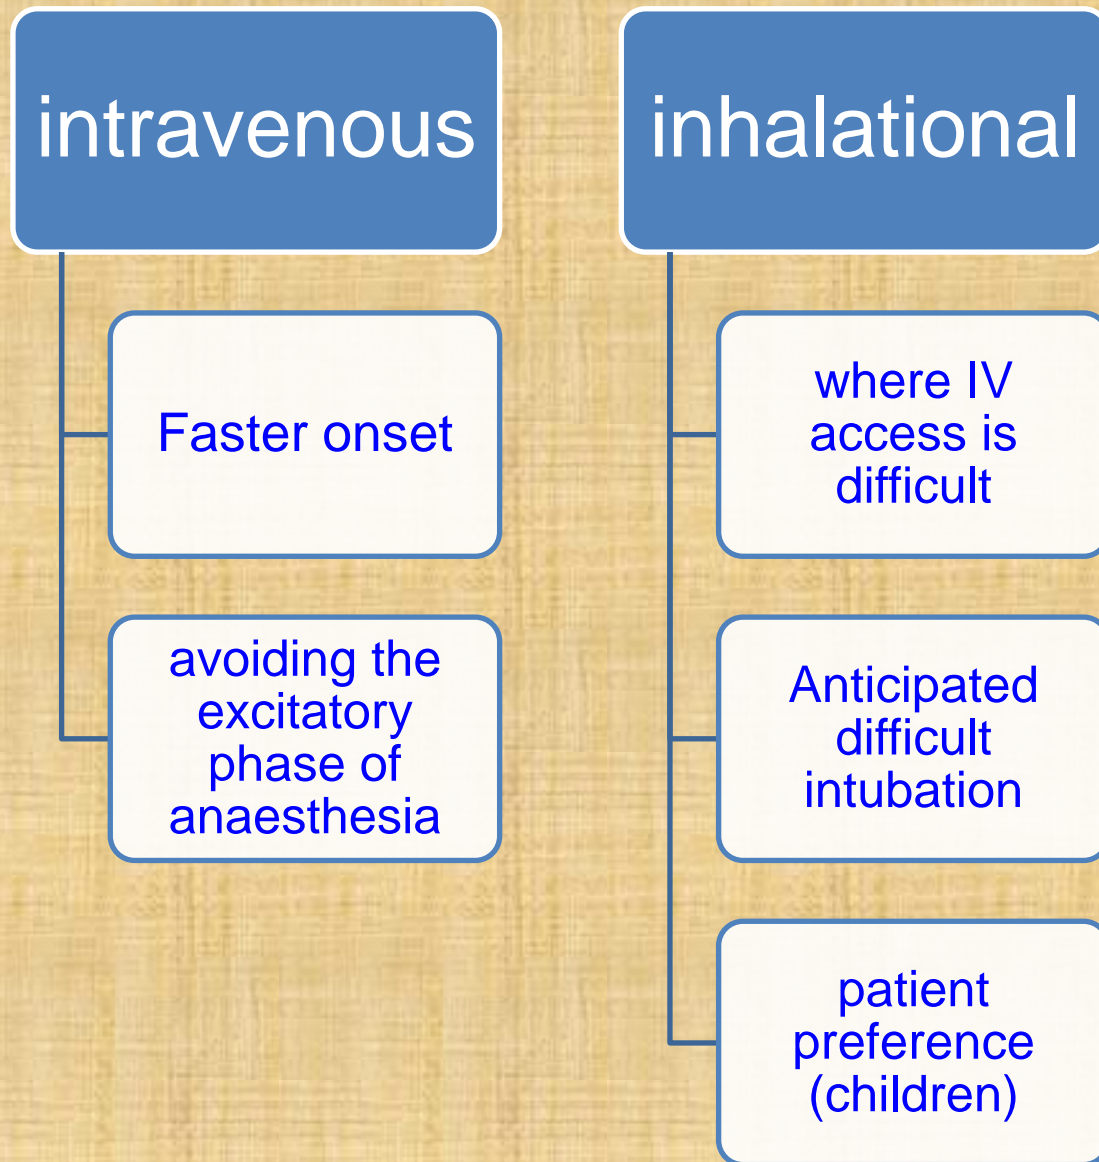 intravenous
Faster onset
avoiding the
excitatory
phase of
anaesthesia
inhalational
where IV
access is
difficult
Anticipated
difficult
intubation
patient
preference
(children)